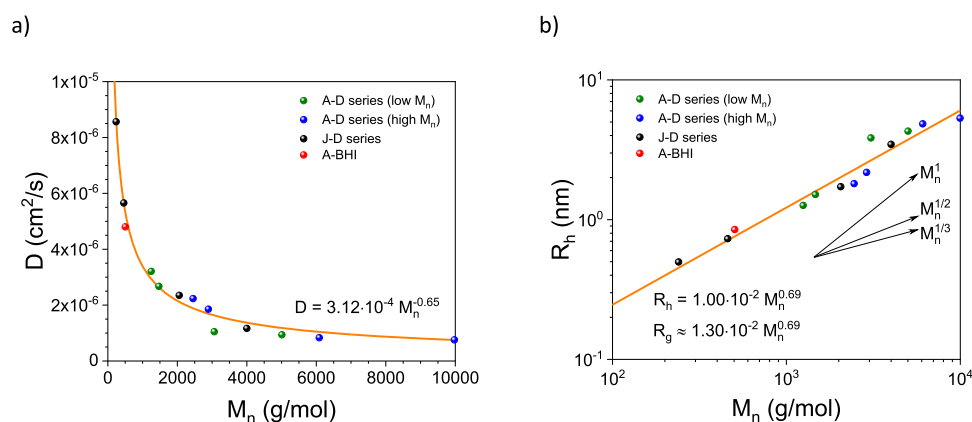 a)
1x10⁻⁵
8x10⁻⁶
6x10⁻⁶
4x10⁻⁶
2x10⁻⁶
0
D (cm²/s)
A-D series (low Mₙ)
A-D series (high Mₙ)
J-D series
A-BHI
D = 3.12·10⁻⁴ Mₙ⁻⁰·⁶⁵
0 2000 4000 6000 8000 10000
Mₙ (g/mol)
b)
10¹
10⁰
10⁻¹
Rₕ (nm)
A-D series (low Mₙ)
A-D series (high Mₙ)
J-D series
A-BHI
Mₙ¹
Mₙ¹/²
Mₙ¹/³
Rₕ = 1.00·10⁻² Mₙ⁰·⁶⁹
R_g ≈ 1.30·10⁻² Mₙ⁰·⁶⁹
10² 10³ 10⁴
Mₙ (g/mol)